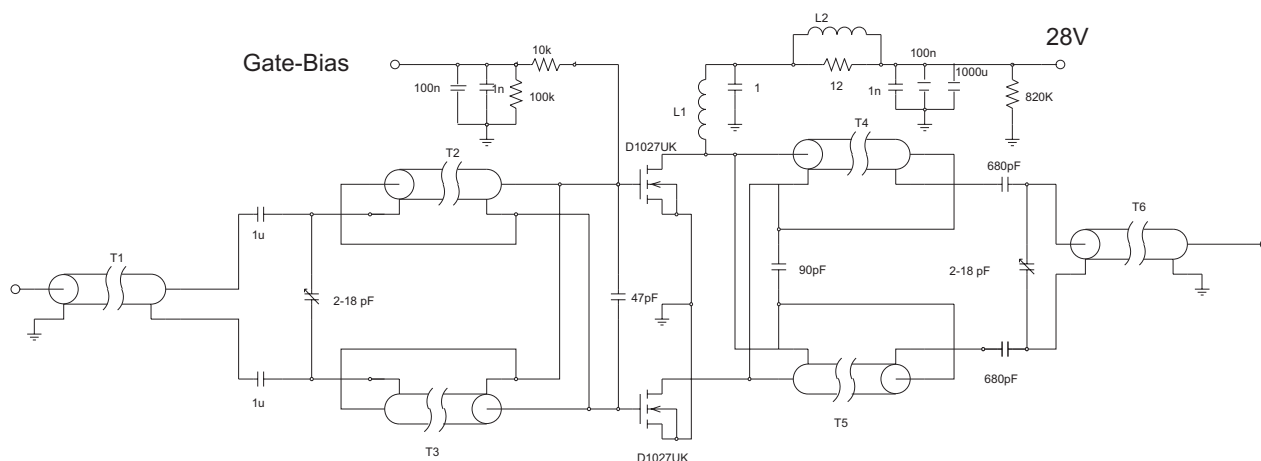 L2
28V
Gate-Bias
10k
100n
100n
1n
100k
1
12
1n
1000u
820K
L1
T4
T2
D1027UK
680pF
1u
T6
T1
2-18 pF
47pF
90pF
2-18 pF
1u
680pF
T3
T5
D1027UK